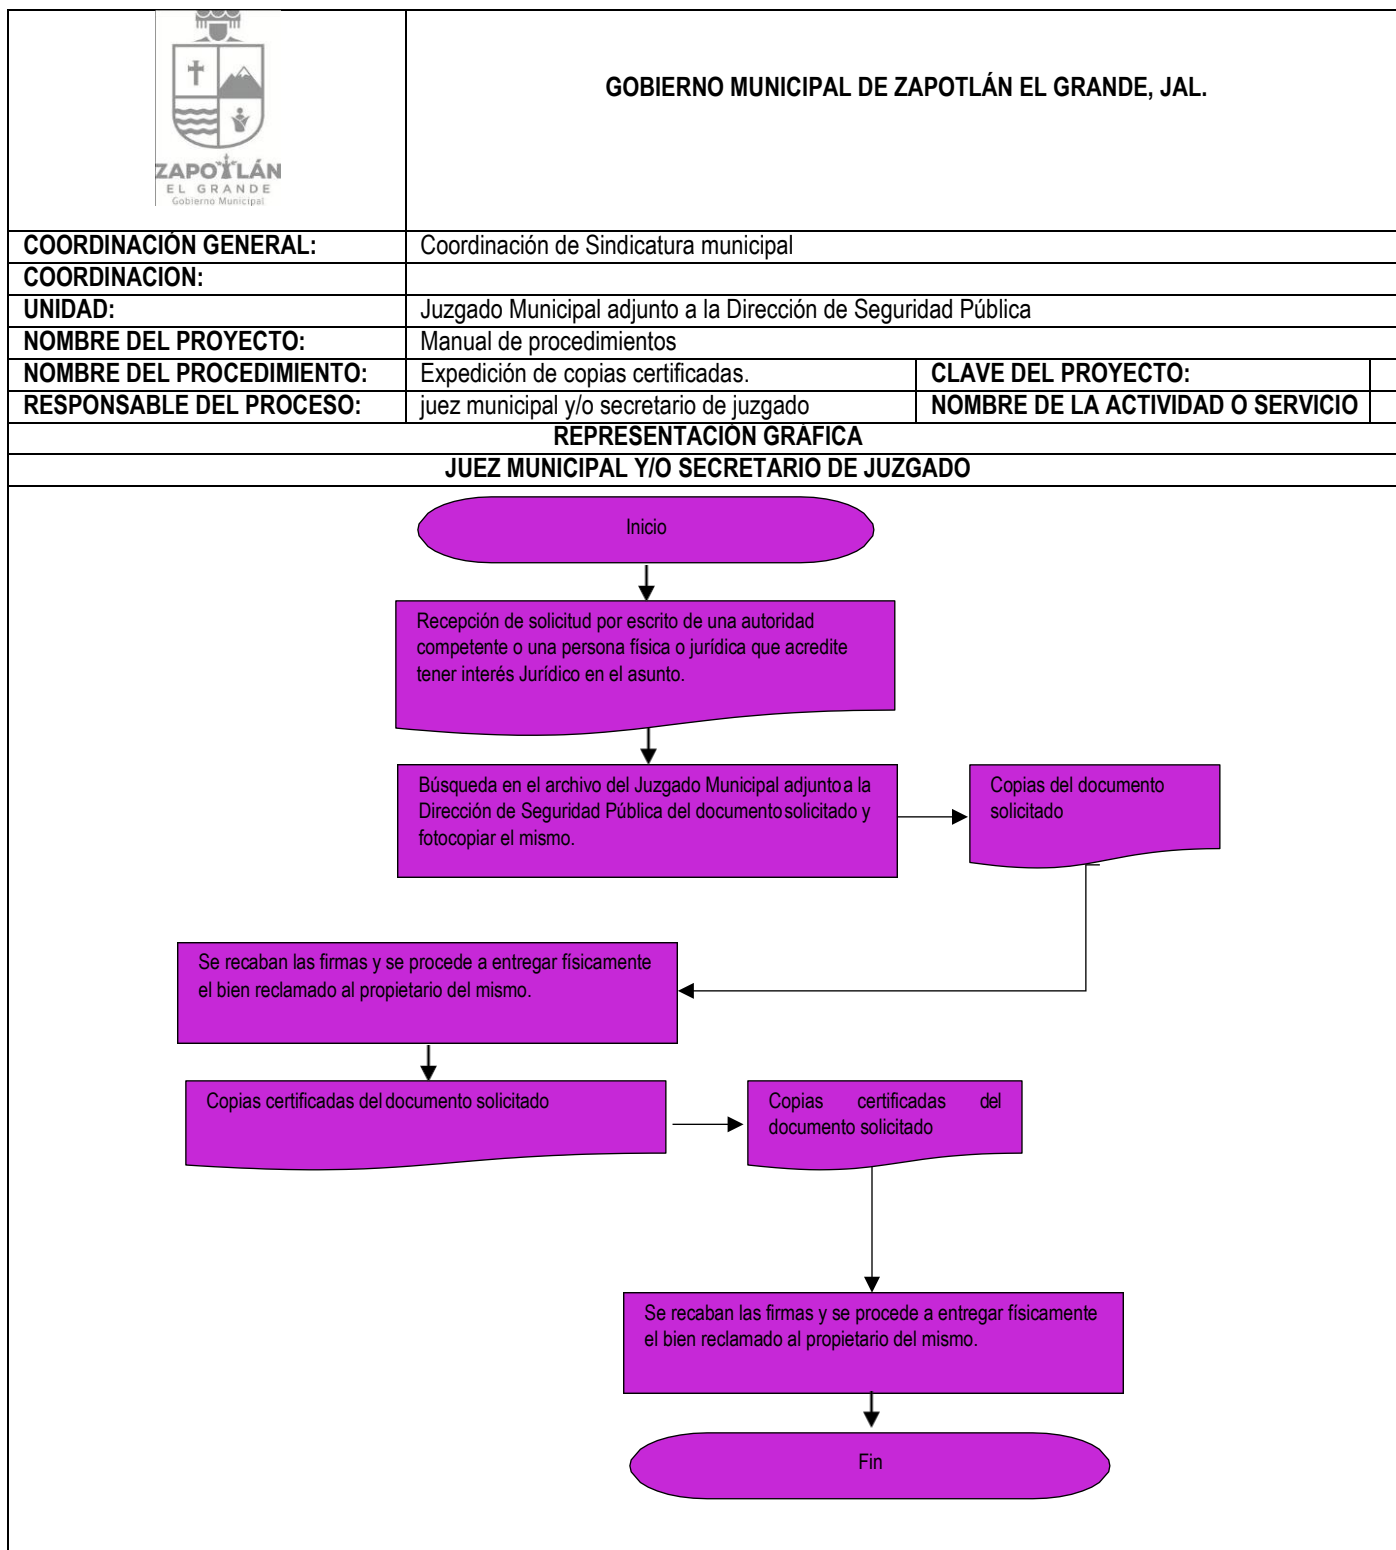 ZAPOTLÁN
EL GRANDE
Gobierno Municipal
GOBIERNO MUNICIPAL DE ZAPOTLÁN EL GRANDE, JAL.
COORDINACIÓN GENERAL:
Coordinación de Sindicatura municipal
COORDINACION:
UNIDAD:
Juzgado Municipal adjunto a la Dirección de Seguridad Pública
NOMBRE DEL PROYECTO:
Manual de procedimientos
NOMBRE DEL PROCEDIMIENTO:
Expedición de copias certificadas.
CLAVE DEL PROYECTO:
RESPONSABLE DEL PROCESO:
juez municipal y/o secretario de juzgado
NOMBRE DE LA ACTIVIDAD O SERVICIO
REPRESENTACIÓN GRÁFICA
JUEZ MUNICIPAL Y/O SECRETARIO DE JUZGADO
Inicio
Recepción de solicitud por escrito de una autoridad
competente o una persona física o jurídica que acredite
tener interés Jurídico en el asunto.
Búsqueda en el archivo del Juzgado Municipal adjunto a la
Dirección de Seguridad Pública del documento solicitado y
fotocopiar el mismo.
Copias del documento
solicitado
Se recaban las firmas y se procede a entregar físicamente
el bien reclamado al propietario del mismo.
Copias certificadas del documento solicitado
Copias certificadas del
documento solicitado
Se recaban las firmas y se procede a entregar físicamente
el bien reclamado al propietario del mismo.
Fin